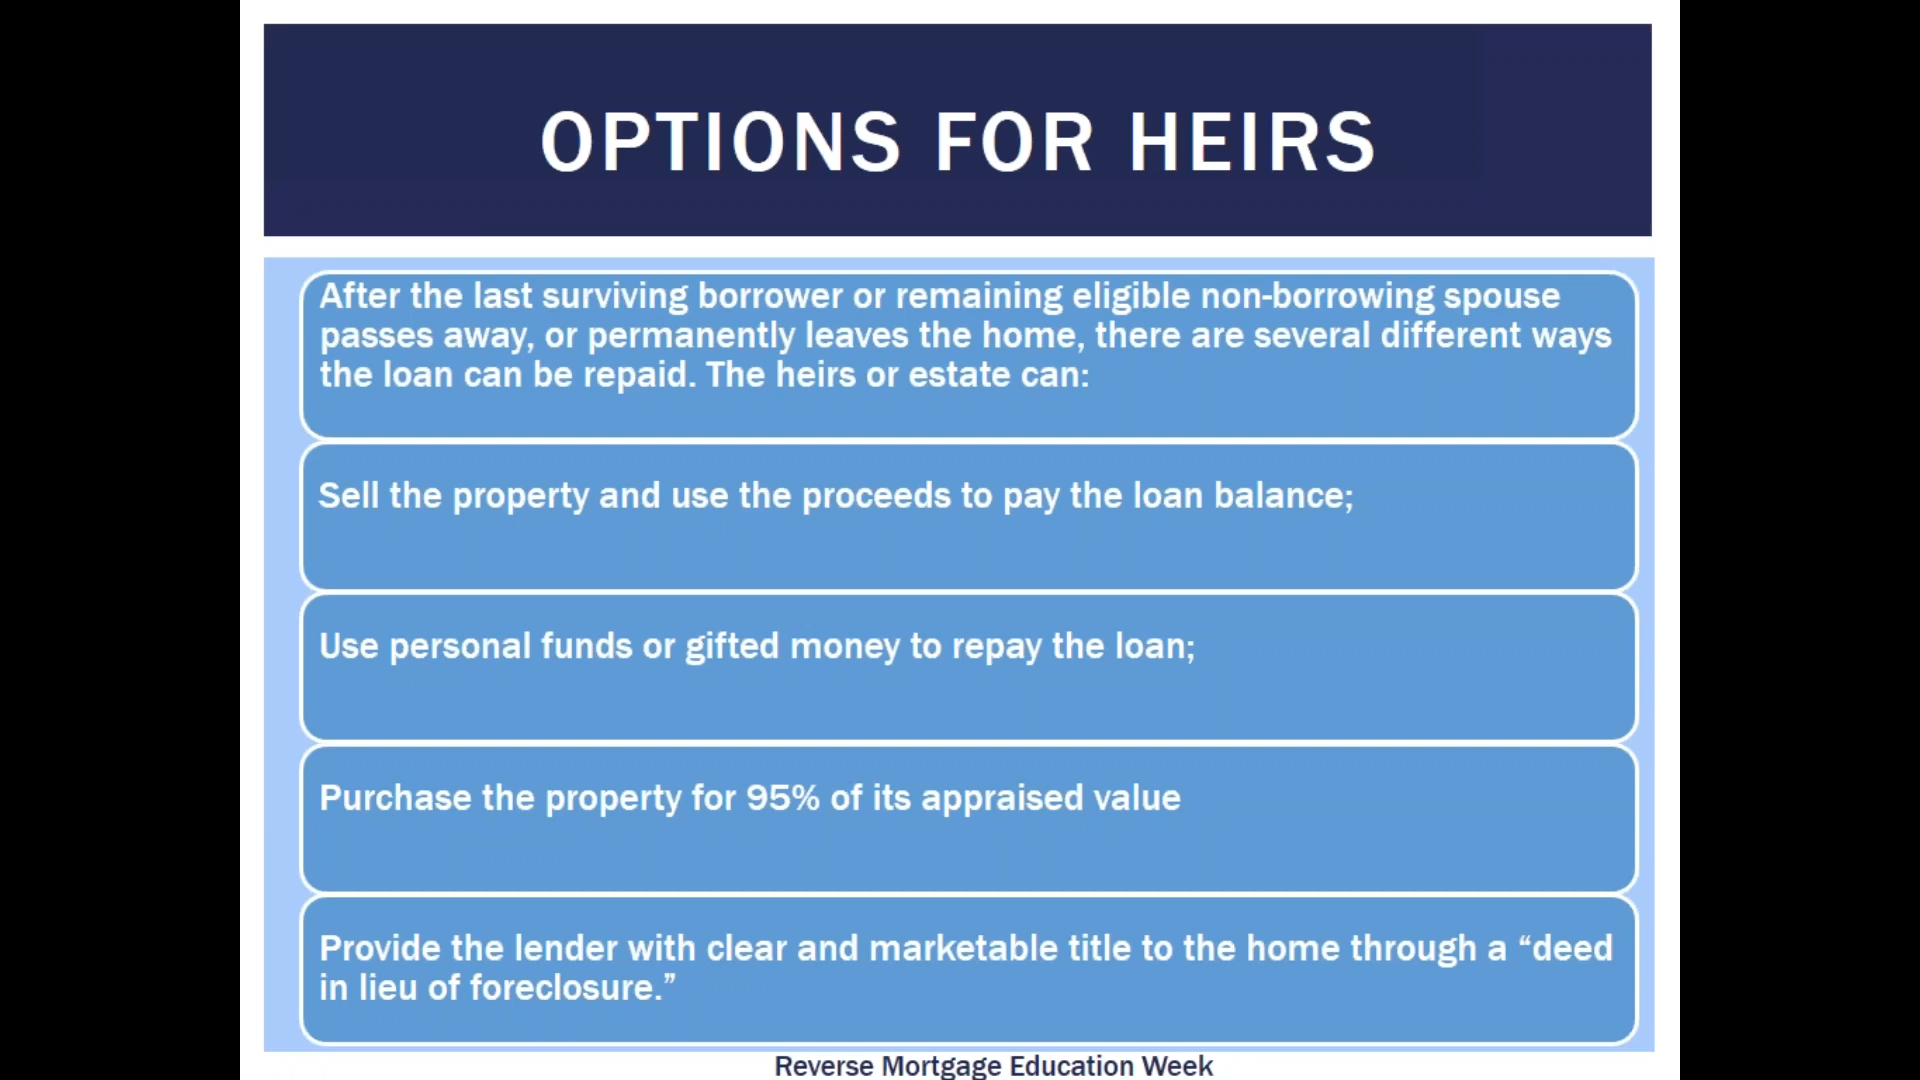 OPTIONS FOR HEIRS
After the last surviving borrower or remaining eligible non-borrowing spouse
passes away, or permanently leaves the home, there are several different ways
the loan can be repaid. The heirs or estate can:
Sell the property and use the proceeds to pay the loan balance;
Use personal funds or gifted money to repay the loan;
Purchase the property for 95% of its appraised value
Provide the lender with clear and marketable title to the home through a “deed
in lieu of foreclosure.”
Reverse Mortgage Education Week